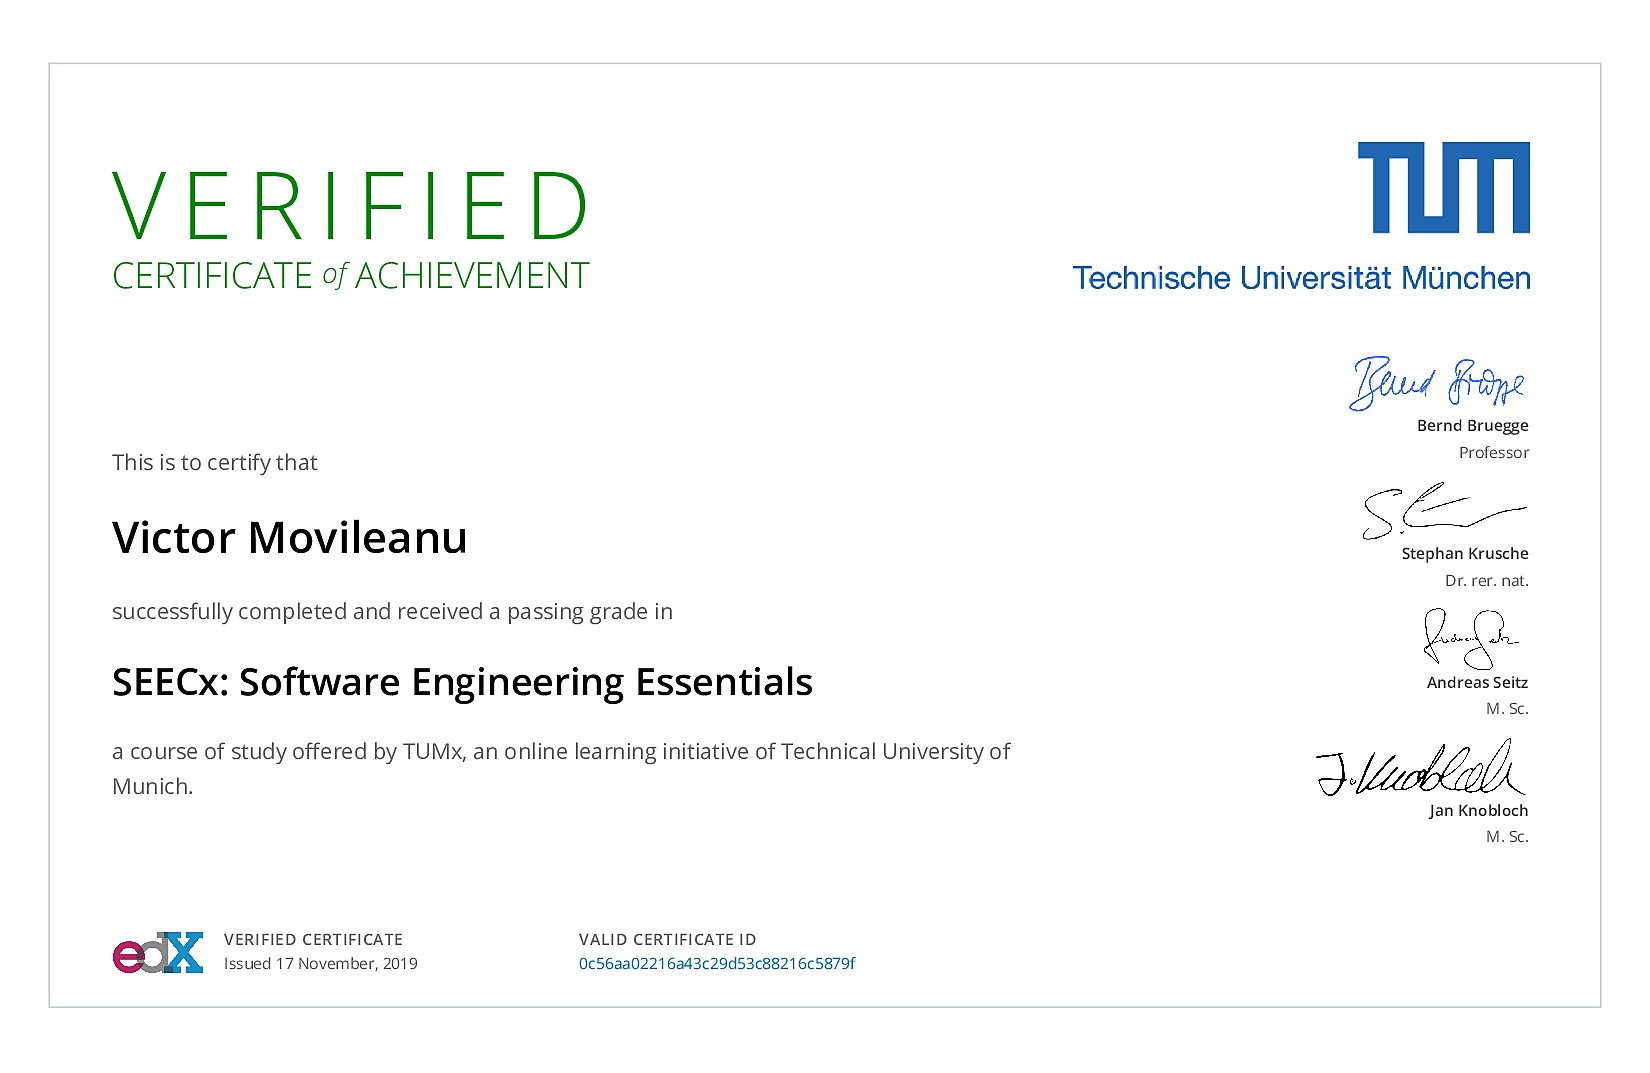 VERIFIED
CERTIFICATE of ACHIEVEMENT
TUM
Technische Universität München
This is to certify that
Victor Movileanu
successfully completed and received a passing grade in
SEECx: Software Engineering Essentials
a course of study offered by TUMx, an online learning initiative of Technical University of
Munich.
Bernd Bruegge
Bernd Bruegge
Professor
Stephan Krusche
Dr. rer. nat.
Andreas Seitz
Andreas Seitz
M. Sc.
J. Knobloch
Jan Knobloch
M. Sc.
edX
VERIFIED CERTIFICATE
Issued 17 November, 2019
VALID CERTIFICATE ID
0c56aa02216a43c29d53c88216c5879f